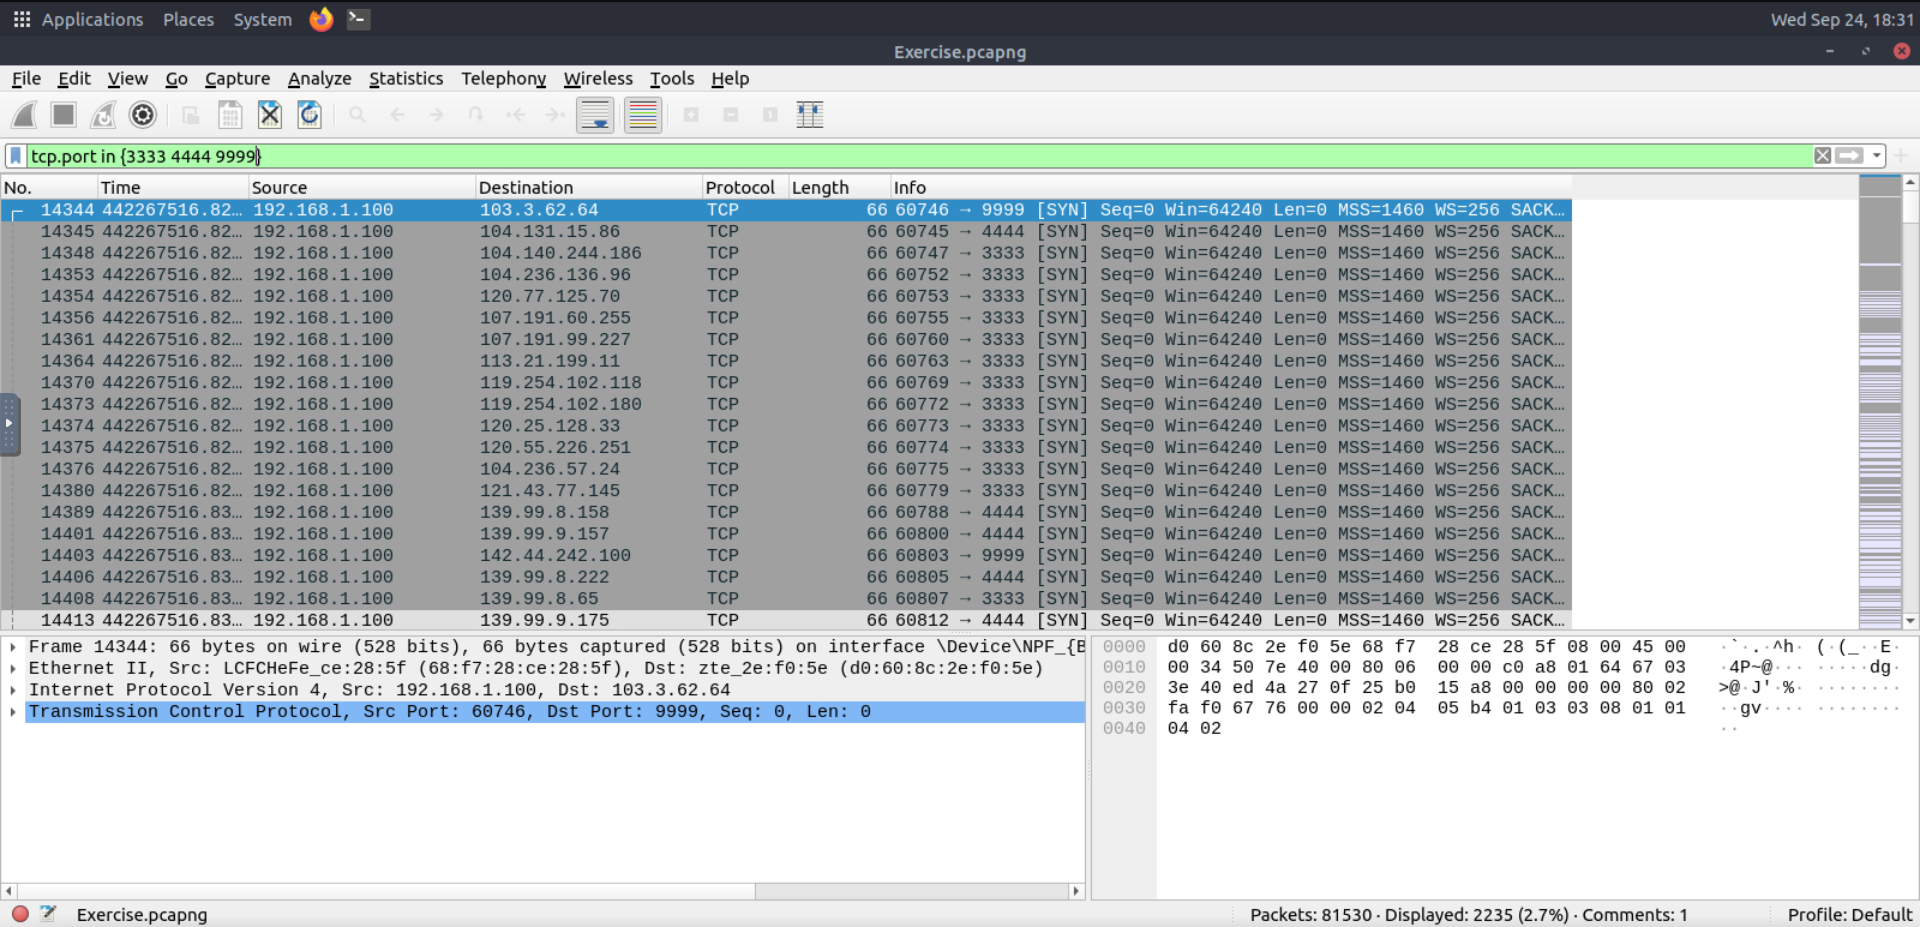 Applications Places System Wed Sep 24, 18:31
Exercise.pcapng
File Edit View Go Capture Analyze Statistics Telephony Wireless Tools Help
tcp.port in {3333 4444 9999}
No. Time Source Destination Protocol Length Info
14344 442267516.82… 192.168.1.100 103.3.62.64 TCP 66 60746 → 9999 [SYN] Seq=0 Win=64240 Len=0 MSS=1460 WS=256 SACK…
14345 442267516.82… 192.168.1.100 104.131.15.86 TCP 66 60745 → 4444 [SYN] Seq=0 Win=64240 Len=0 MSS=1460 WS=256 SACK…
14348 442267516.82… 192.168.1.100 104.140.244.186 TCP 66 60747 → 3333 [SYN] Seq=0 Win=64240 Len=0 MSS=1460 WS=256 SACK…
14353 442267516.82… 192.168.1.100 104.236.136.96 TCP 66 60752 → 3333 [SYN] Seq=0 Win=64240 Len=0 MSS=1460 WS=256 SACK…
14354 442267516.82… 192.168.1.100 120.77.125.70 TCP 66 60753 → 3333 [SYN] Seq=0 Win=64240 Len=0 MSS=1460 WS=256 SACK…
14356 442267516.82… 192.168.1.100 107.191.60.255 TCP 66 60755 → 3333 [SYN] Seq=0 Win=64240 Len=0 MSS=1460 WS=256 SACK…
14361 442267516.82… 192.168.1.100 107.191.99.227 TCP 66 60760 → 3333 [SYN] Seq=0 Win=64240 Len=0 MSS=1460 WS=256 SACK…
14364 442267516.82… 192.168.1.100 113.21.199.11 TCP 66 60763 → 3333 [SYN] Seq=0 Win=64240 Len=0 MSS=1460 WS=256 SACK…
14370 442267516.82… 192.168.1.100 119.254.102.118 TCP 66 60769 → 3333 [SYN] Seq=0 Win=64240 Len=0 MSS=1460 WS=256 SACK…
14373 442267516.82… 192.168.1.100 119.254.102.180 TCP 66 60772 → 3333 [SYN] Seq=0 Win=64240 Len=0 MSS=1460 WS=256 SACK…
14374 442267516.82… 192.168.1.100 120.25.128.33 TCP 66 60773 → 3333 [SYN] Seq=0 Win=64240 Len=0 MSS=1460 WS=256 SACK…
14375 442267516.82… 192.168.1.100 120.55.226.251 TCP 66 60774 → 3333 [SYN] Seq=0 Win=64240 Len=0 MSS=1460 WS=256 SACK…
14376 442267516.82… 192.168.1.100 104.236.57.24 TCP 66 60775 → 3333 [SYN] Seq=0 Win=64240 Len=0 MSS=1460 WS=256 SACK…
14380 442267516.82… 192.168.1.100 121.43.77.145 TCP 66 60779 → 3333 [SYN] Seq=0 Win=64240 Len=0 MSS=1460 WS=256 SACK…
14389 442267516.83… 192.168.1.100 139.99.8.158 TCP 66 60788 → 4444 [SYN] Seq=0 Win=64240 Len=0 MSS=1460 WS=256 SACK…
14401 442267516.83… 192.168.1.100 139.99.9.157 TCP 66 60800 → 4444 [SYN] Seq=0 Win=64240 Len=0 MSS=1460 WS=256 SACK…
14403 442267516.83… 192.168.1.100 142.44.242.100 TCP 66 60803 → 9999 [SYN] Seq=0 Win=64240 Len=0 MSS=1460 WS=256 SACK…
14406 442267516.83… 192.168.1.100 139.99.8.222 TCP 66 60805 → 4444 [SYN] Seq=0 Win=64240 Len=0 MSS=1460 WS=256 SACK…
14408 442267516.83… 192.168.1.100 139.99.8.65 TCP 66 60807 → 3333 [SYN] Seq=0 Win=64240 Len=0 MSS=1460 WS=256 SACK…
14413 442267516.83… 192.168.1.100 139.99.9.175 TCP 66 60812 → 4444 [SYN] Seq=0 Win=64240 Len=0 MSS=1460 WS=256 SACK…
Frame 14344: 66 bytes on wire (528 bits), 66 bytes captured (528 bits) on interface \Device\NPF_{B
Ethernet II, Src: LCFCHeFe_ce:28:5f (68:f7:28:ce:28:5f), Dst: zte_2e:f0:5e (d0:60:8c:2e:f0:5e)
Internet Protocol Version 4, Src: 192.168.1.100, Dst: 103.3.62.64
Transmission Control Protocol, Src Port: 60746, Dst Port: 9999, Seq: 0, Len: 0
0000 d0 60 8c 2e f0 5e 68 f7 28 ce 28 5f 08 00 45 00 ·`·.·^h· (·(_··E·
0010 00 34 50 7e 40 00 80 06 00 00 c0 a8 01 64 67 03 ·4P~@··· ·····dg·
0020 3e 40 ed 4a 27 0f 25 b0 15 a8 00 00 00 00 80 02 >@·J'·%· ········
0030 fa f0 67 76 00 00 02 04 05 b4 01 03 03 08 01 01 ··gv···· ········
0040 04 02 ··
Exercise.pcapng Packets: 81530 · Displayed: 2235 (2.7%) · Comments: 1 Profile: Default